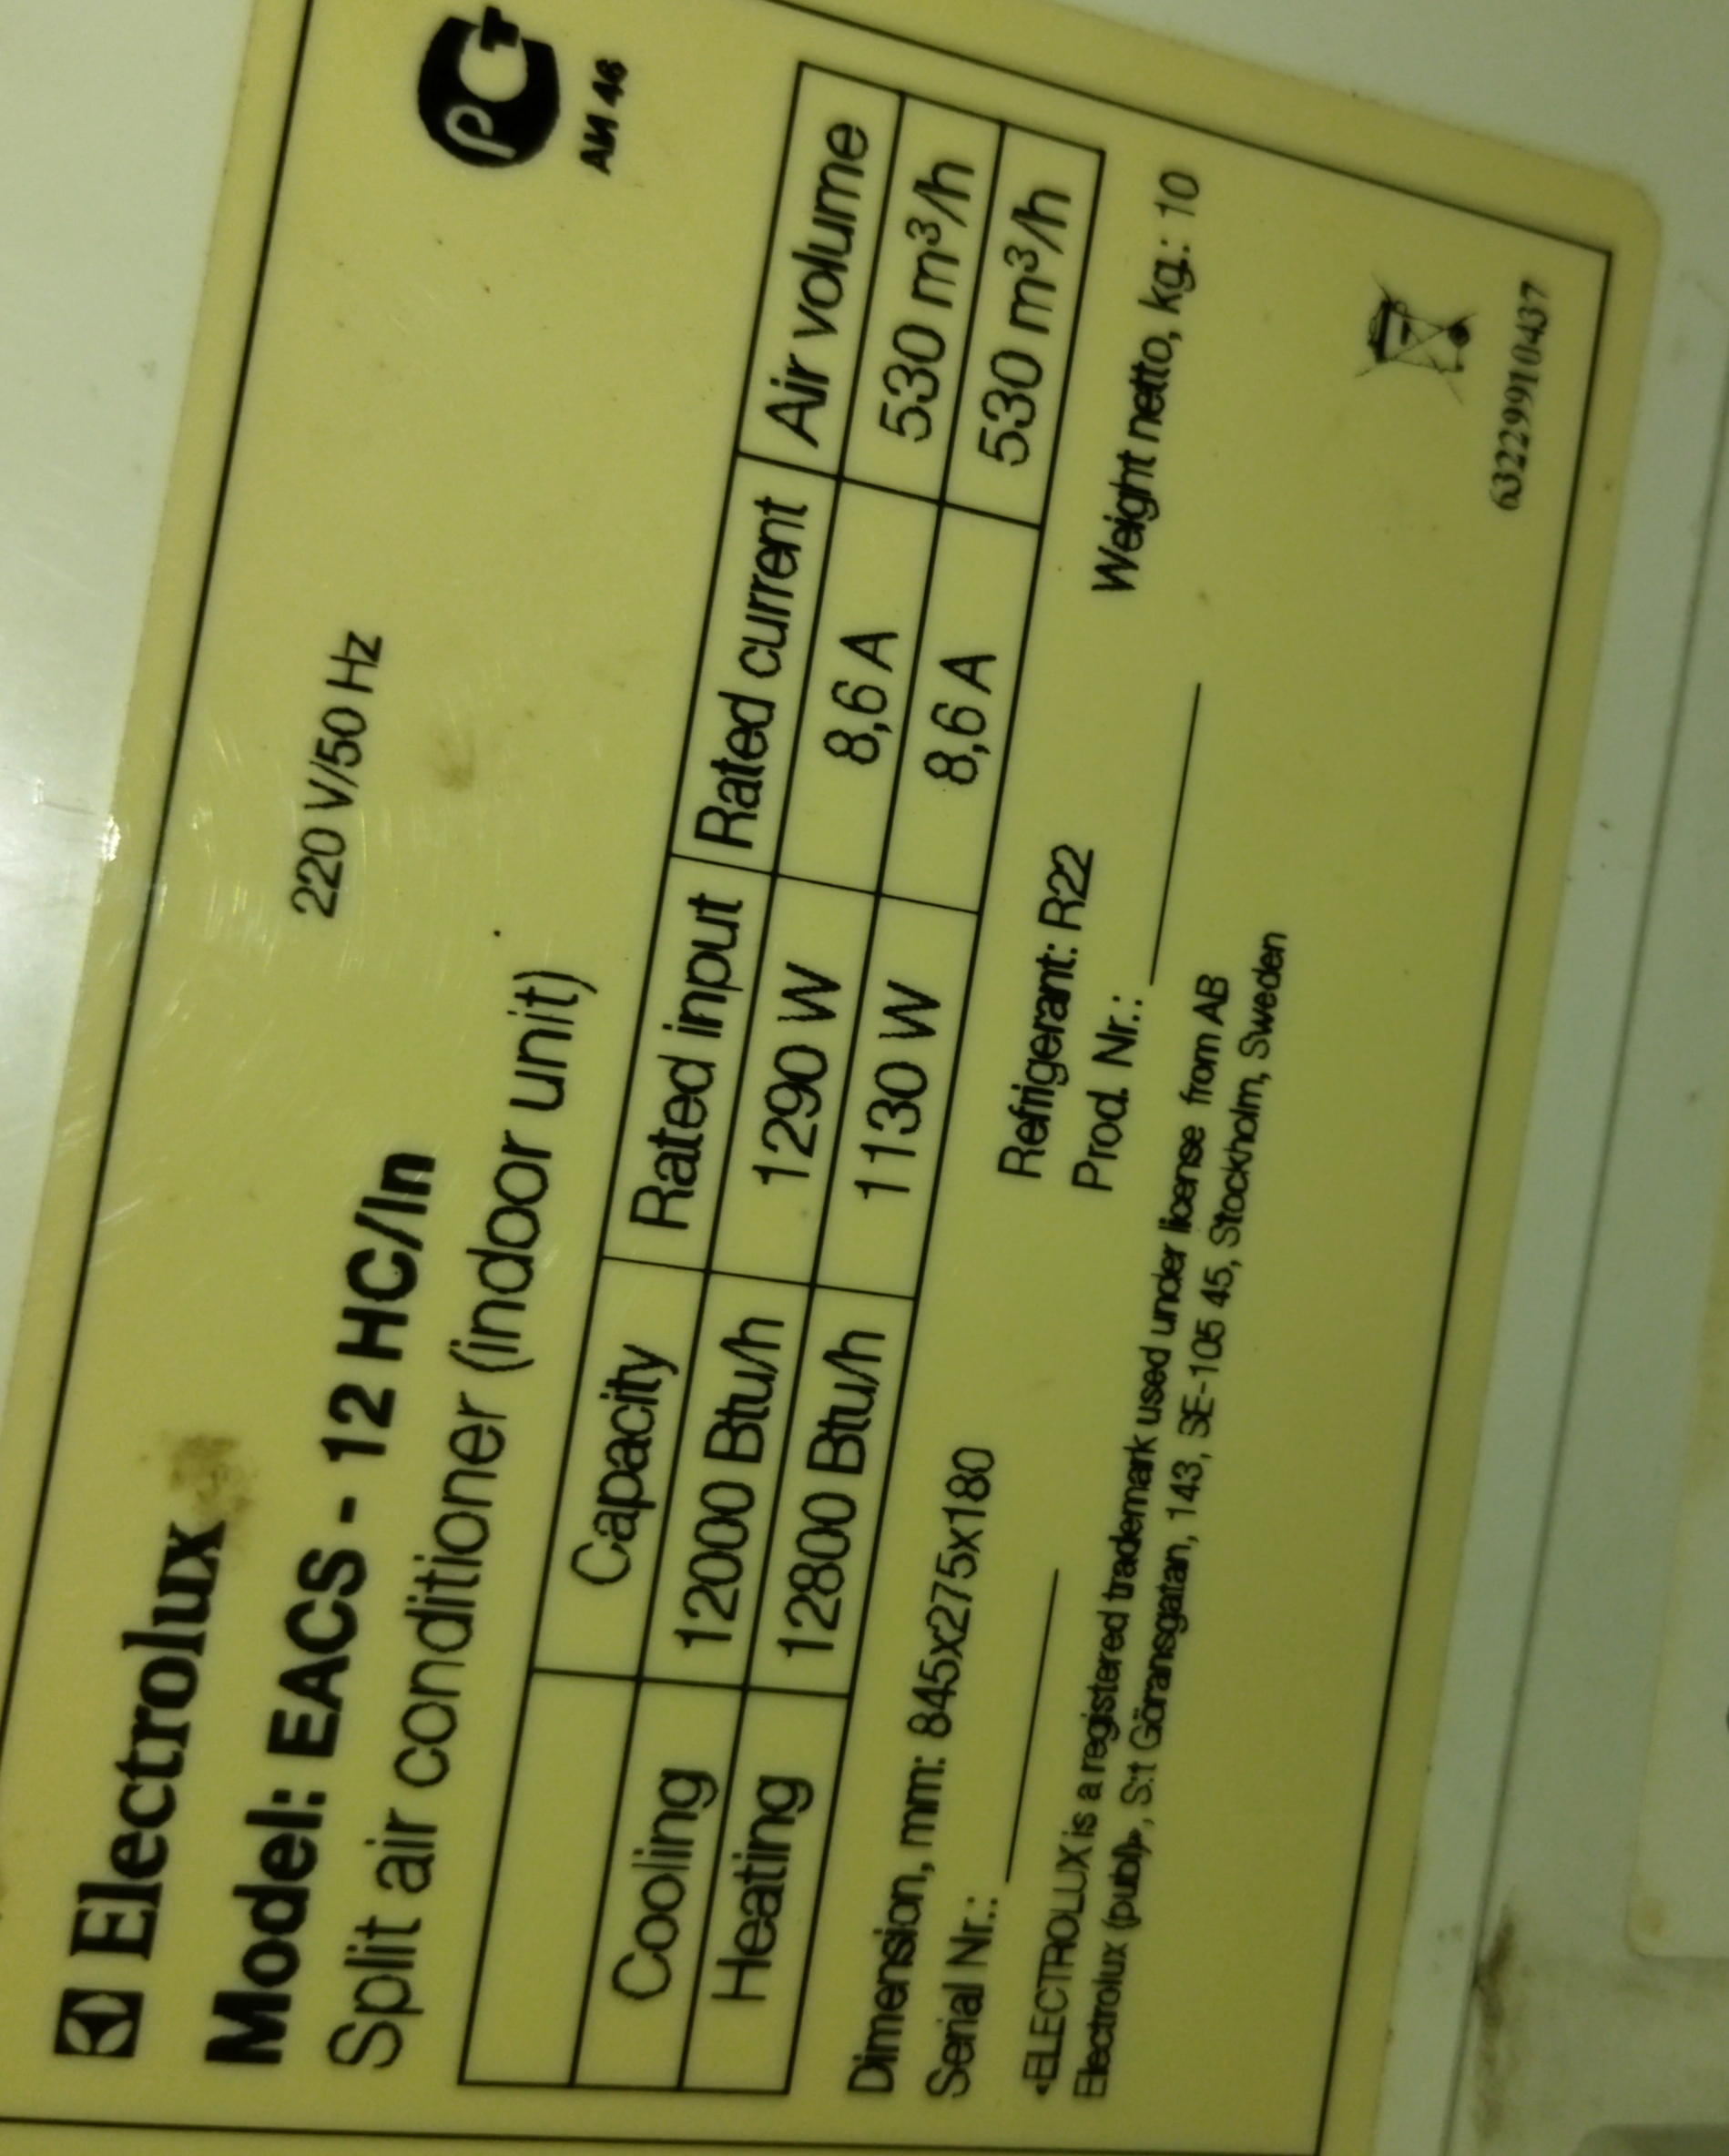 Electrolux
Model: EACS - 12 HC/In
220 V/50 Hz
Split air conditioner (indoor unit)
РСТ
АИ 46
Capacity Rated input Rated current Air volume
Cooling 12000 Btu/h 1290 W 8,6 A 530 m³/h
Heating 12800 Btu/h 1130 W 8,6 A 530 m³/h
Dimension, mm: 845x275x180 Refrigerant: R22 Weight netto, kg.: 10
Serial Nr.: Prod. Nr.:
«ELECTROLUX is a registered trademark used under license from AB
Electrolux (publ)», S:t Göransgatan, 143, SE-105 45, Stockholm, Sweden
63229910437